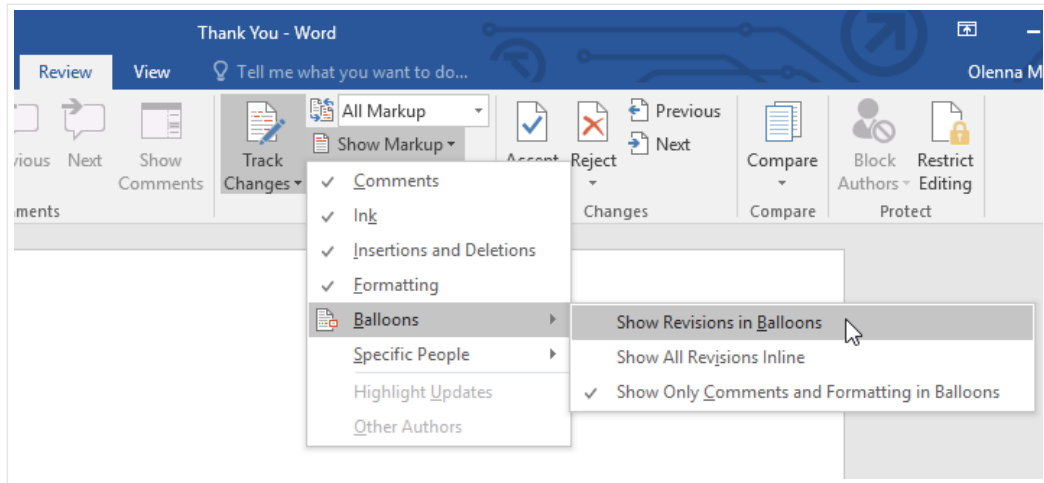 Thank You - Word
Review View Tell me what you want to do... Olenna M
All Markup Previous
Show Markup Next
Next Show Comments Track Changes Reject Compare Block Authors Restrict Editing
Changes Compare Protect
Comments
Ink
Insertions and Deletions
Formatting
Balloons Show Revisions in Balloons
Specific People Show All Revisions Inline
Highlight Updates Show Only Comments and Formatting in Balloons
Other Authors